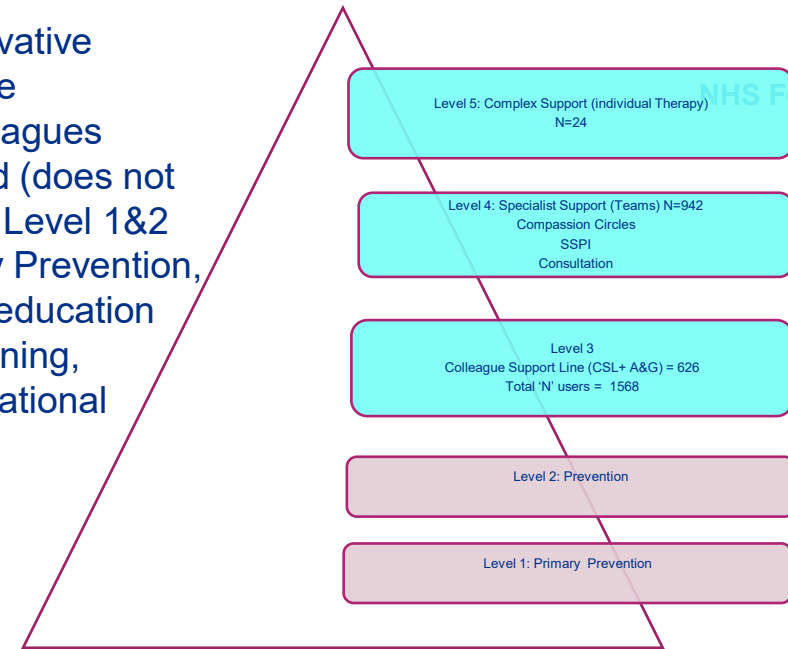 vative
e
agues
d (does not
Level 1&2
y Prevention,
education
ning,
ational
NHS F
Level 5: Complex Support (individual Therapy)
N=24
Level 4: Specialist Support (Teams) N=942
Compassion Circles
SSPI
Consultation
Level 3
Colleague Support Line (CSL+ A&G) = 626
Total ‘N’ users = 1568
Level 2: Prevention
Level 1: Primary Prevention